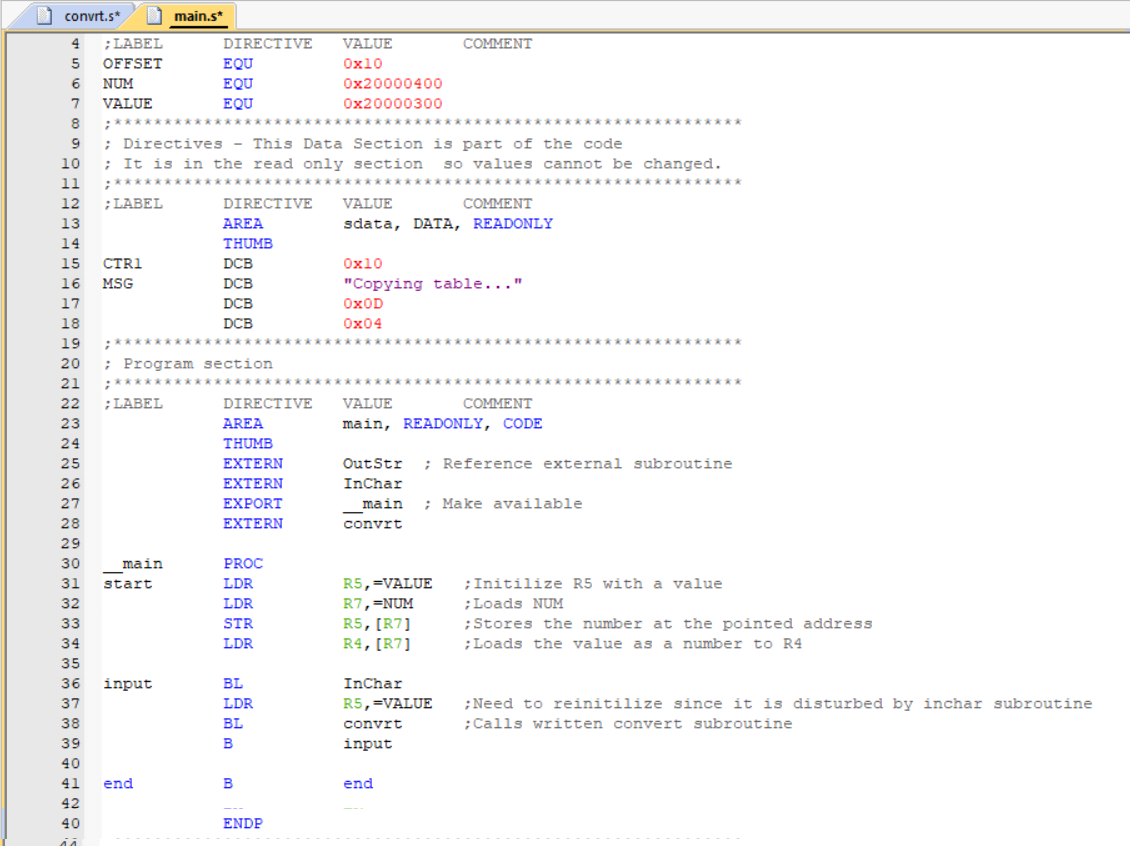 convrt.s* main.s*
4 ;LABEL DIRECTIVE VALUE COMMENT
5 OFFSET EQU 0x10
6 NUM EQU 0x20000400
7 VALUE EQU 0x20000300
8 ;***************************************************************
9 ; Directives - This Data Section is part of the code
10 ; It is in the read only section  so values cannot be changed.
11 ;***************************************************************
12 ;LABEL DIRECTIVE VALUE COMMENT
13 AREA sdata, DATA, READONLY
14 THUMB
15 CTR1 DCB 0x10
16 MSG DCB "Copying table..."
17 DCB 0x0D
18 DCB 0x04
19 ;***************************************************************
20 ; Program section
21 ;***************************************************************
22 ;LABEL DIRECTIVE VALUE COMMENT
23 AREA main, READONLY, CODE
24 THUMB
25 EXTERN OutStr ; Reference external subroutine
26 EXTERN InChar
27 EXPORT __main ; Make available
28 EXTERN convrt
29
30 __main PROC
31 start LDR R5,=VALUE ;Initilize R5 with a value
32 LDR R7,=NUM ;Loads NUM
33 STR R5,[R7] ;Stores the number at the pointed address
34 LDR R4,[R7] ;Loads the value as a number to R4
35
36 input BL InChar
37 LDR R5,=VALUE ;Need to reinitilize since it is disturbed by inchar subroutine
38 BL convrt ;Calls written convert subroutine
39 B input
40
41 end B end
42
40 ENDP